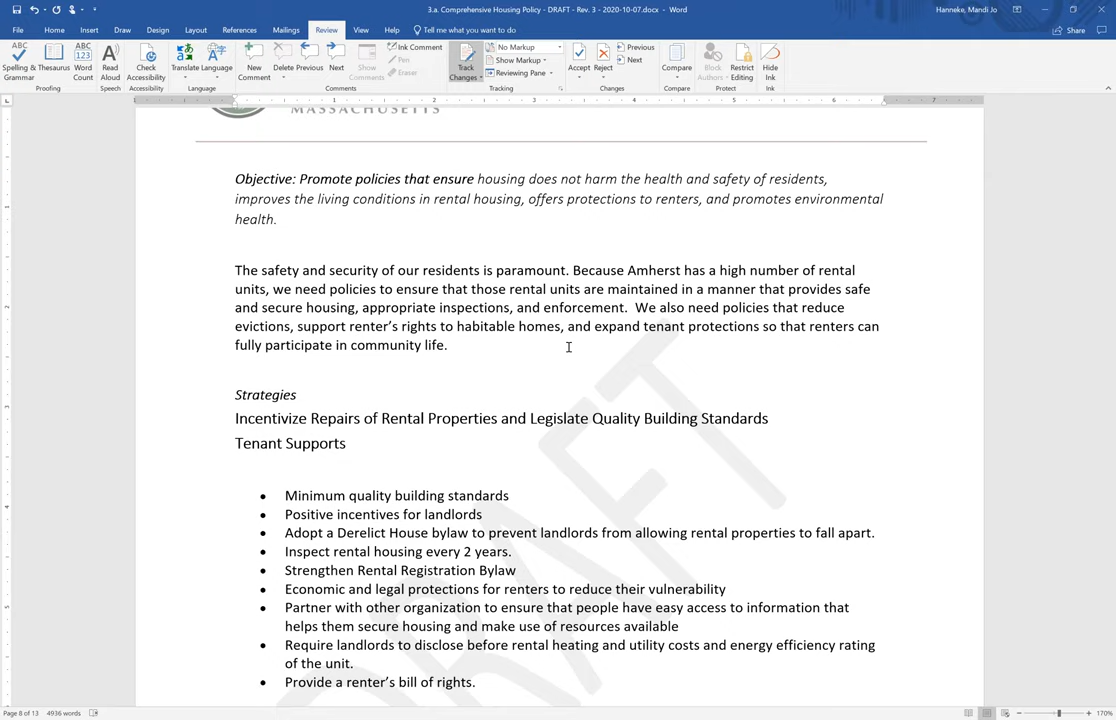 3.a. Comprehensive Housing Policy - DRAFT - Rev. 3 - 2020-10-07.docx - Word
Hanneke, Mandi Jo
File Home Insert Draw Design Layout References Mailings Review View Help Tell me what you want to do
Share
Spelling & Grammar
Thesaurus
Word Count
Read Aloud
Check Accessibility
Translate
Language
New Comment
Delete
Previous
Next
Show Comments
Ink Comment
Pen
Eraser
Track Changes
No Markup
Show Markup
Reviewing Pane
Accept
Reject
Previous
Next
Compare
Block Authors
Restrict Editing
Hide Ink
Proofing Speech Accessibility Language Comments Tracking Changes Compare Protect Ink
1 1 2 3 4 5 6 7
MASSACHUSETTS
Objective: Promote policies that ensure housing does not harm the health and safety of residents,
improves the living conditions in rental housing, offers protections to renters, and promotes environmental
health.
The safety and security of our residents is paramount. Because Amherst has a high number of rental
units, we need policies to ensure that those rental units are maintained in a manner that provides safe
and secure housing, appropriate inspections, and enforcement.  We also need policies that reduce
evictions, support renter's rights to habitable homes, and expand tenant protections so that renters can
fully participate in community life.
Strategies
Incentivize Repairs of Rental Properties and Legislate Quality Building Standards
Tenant Supports
• Minimum quality building standards
• Positive incentives for landlords
• Adopt a Derelict House bylaw to prevent landlords from allowing rental properties to fall apart.
• Inspect rental housing every 2 years.
• Strengthen Rental Registration Bylaw
• Economic and legal protections for renters to reduce their vulnerability
• Partner with other organization to ensure that people have easy access to information that
helps them secure housing and make use of resources available
• Require landlords to disclose before rental heating and utility costs and energy efficiency rating
of the unit.
• Provide a renter's bill of rights.
DRAFT
Page 8 of 13 4936 words
170%